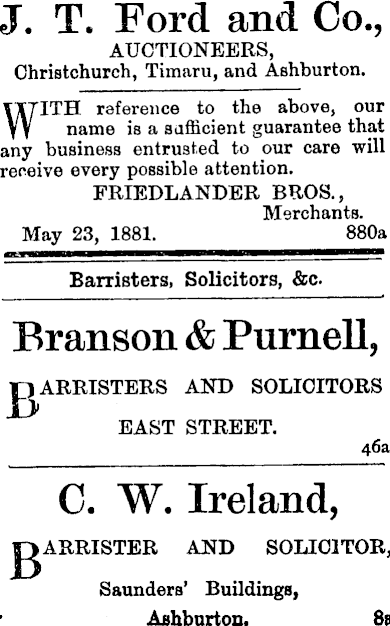 J. T. Ford and Co.,
AUCTIONEERS,
Christchurch, Timaru, and Ashburton.
WITH reference to the above, our
name is a sufficient guarantee that
any business entrusted to our care will
receive every possible attention.
FRIEDLANDER BROS.,
Merchants.
May 23, 1881. 880a
Barristers, Solicitors, &c.
Branson & Purnell,
BARRISTERS AND SOLICITORS
EAST STREET.
46a
C. W. Ireland,
BARRISTER AND SOLICITOR,
Saunders' Buildings,
Ashburton. 8a